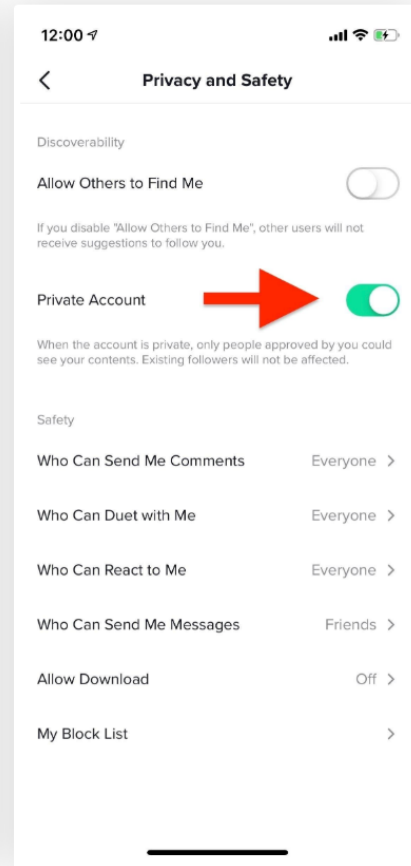 12:00
Privacy and Safety
Discoverability
Allow Others to Find Me
If you disable "Allow Others to Find Me", other users will not
receive suggestions to follow you.
Private Account
When the account is private, only people approved by you could
see your contents. Existing followers will not be affected.
Safety
Who Can Send Me Comments Everyone
Who Can Duet with Me Everyone
Who Can React to Me Everyone
Who Can Send Me Messages Friends
Allow Download Off
My Block List